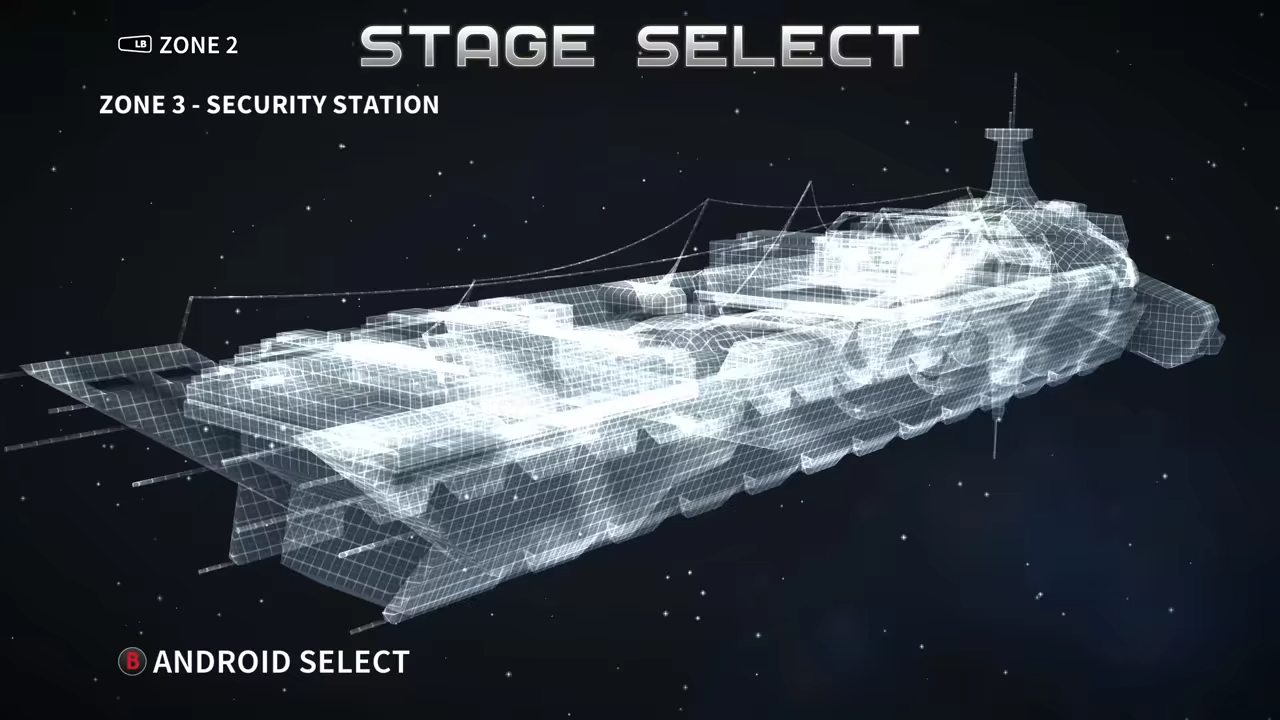 STAGE SELECT
LB ZONE 2
ZONE 3 - SECURITY STATION
B ANDROID SELECT